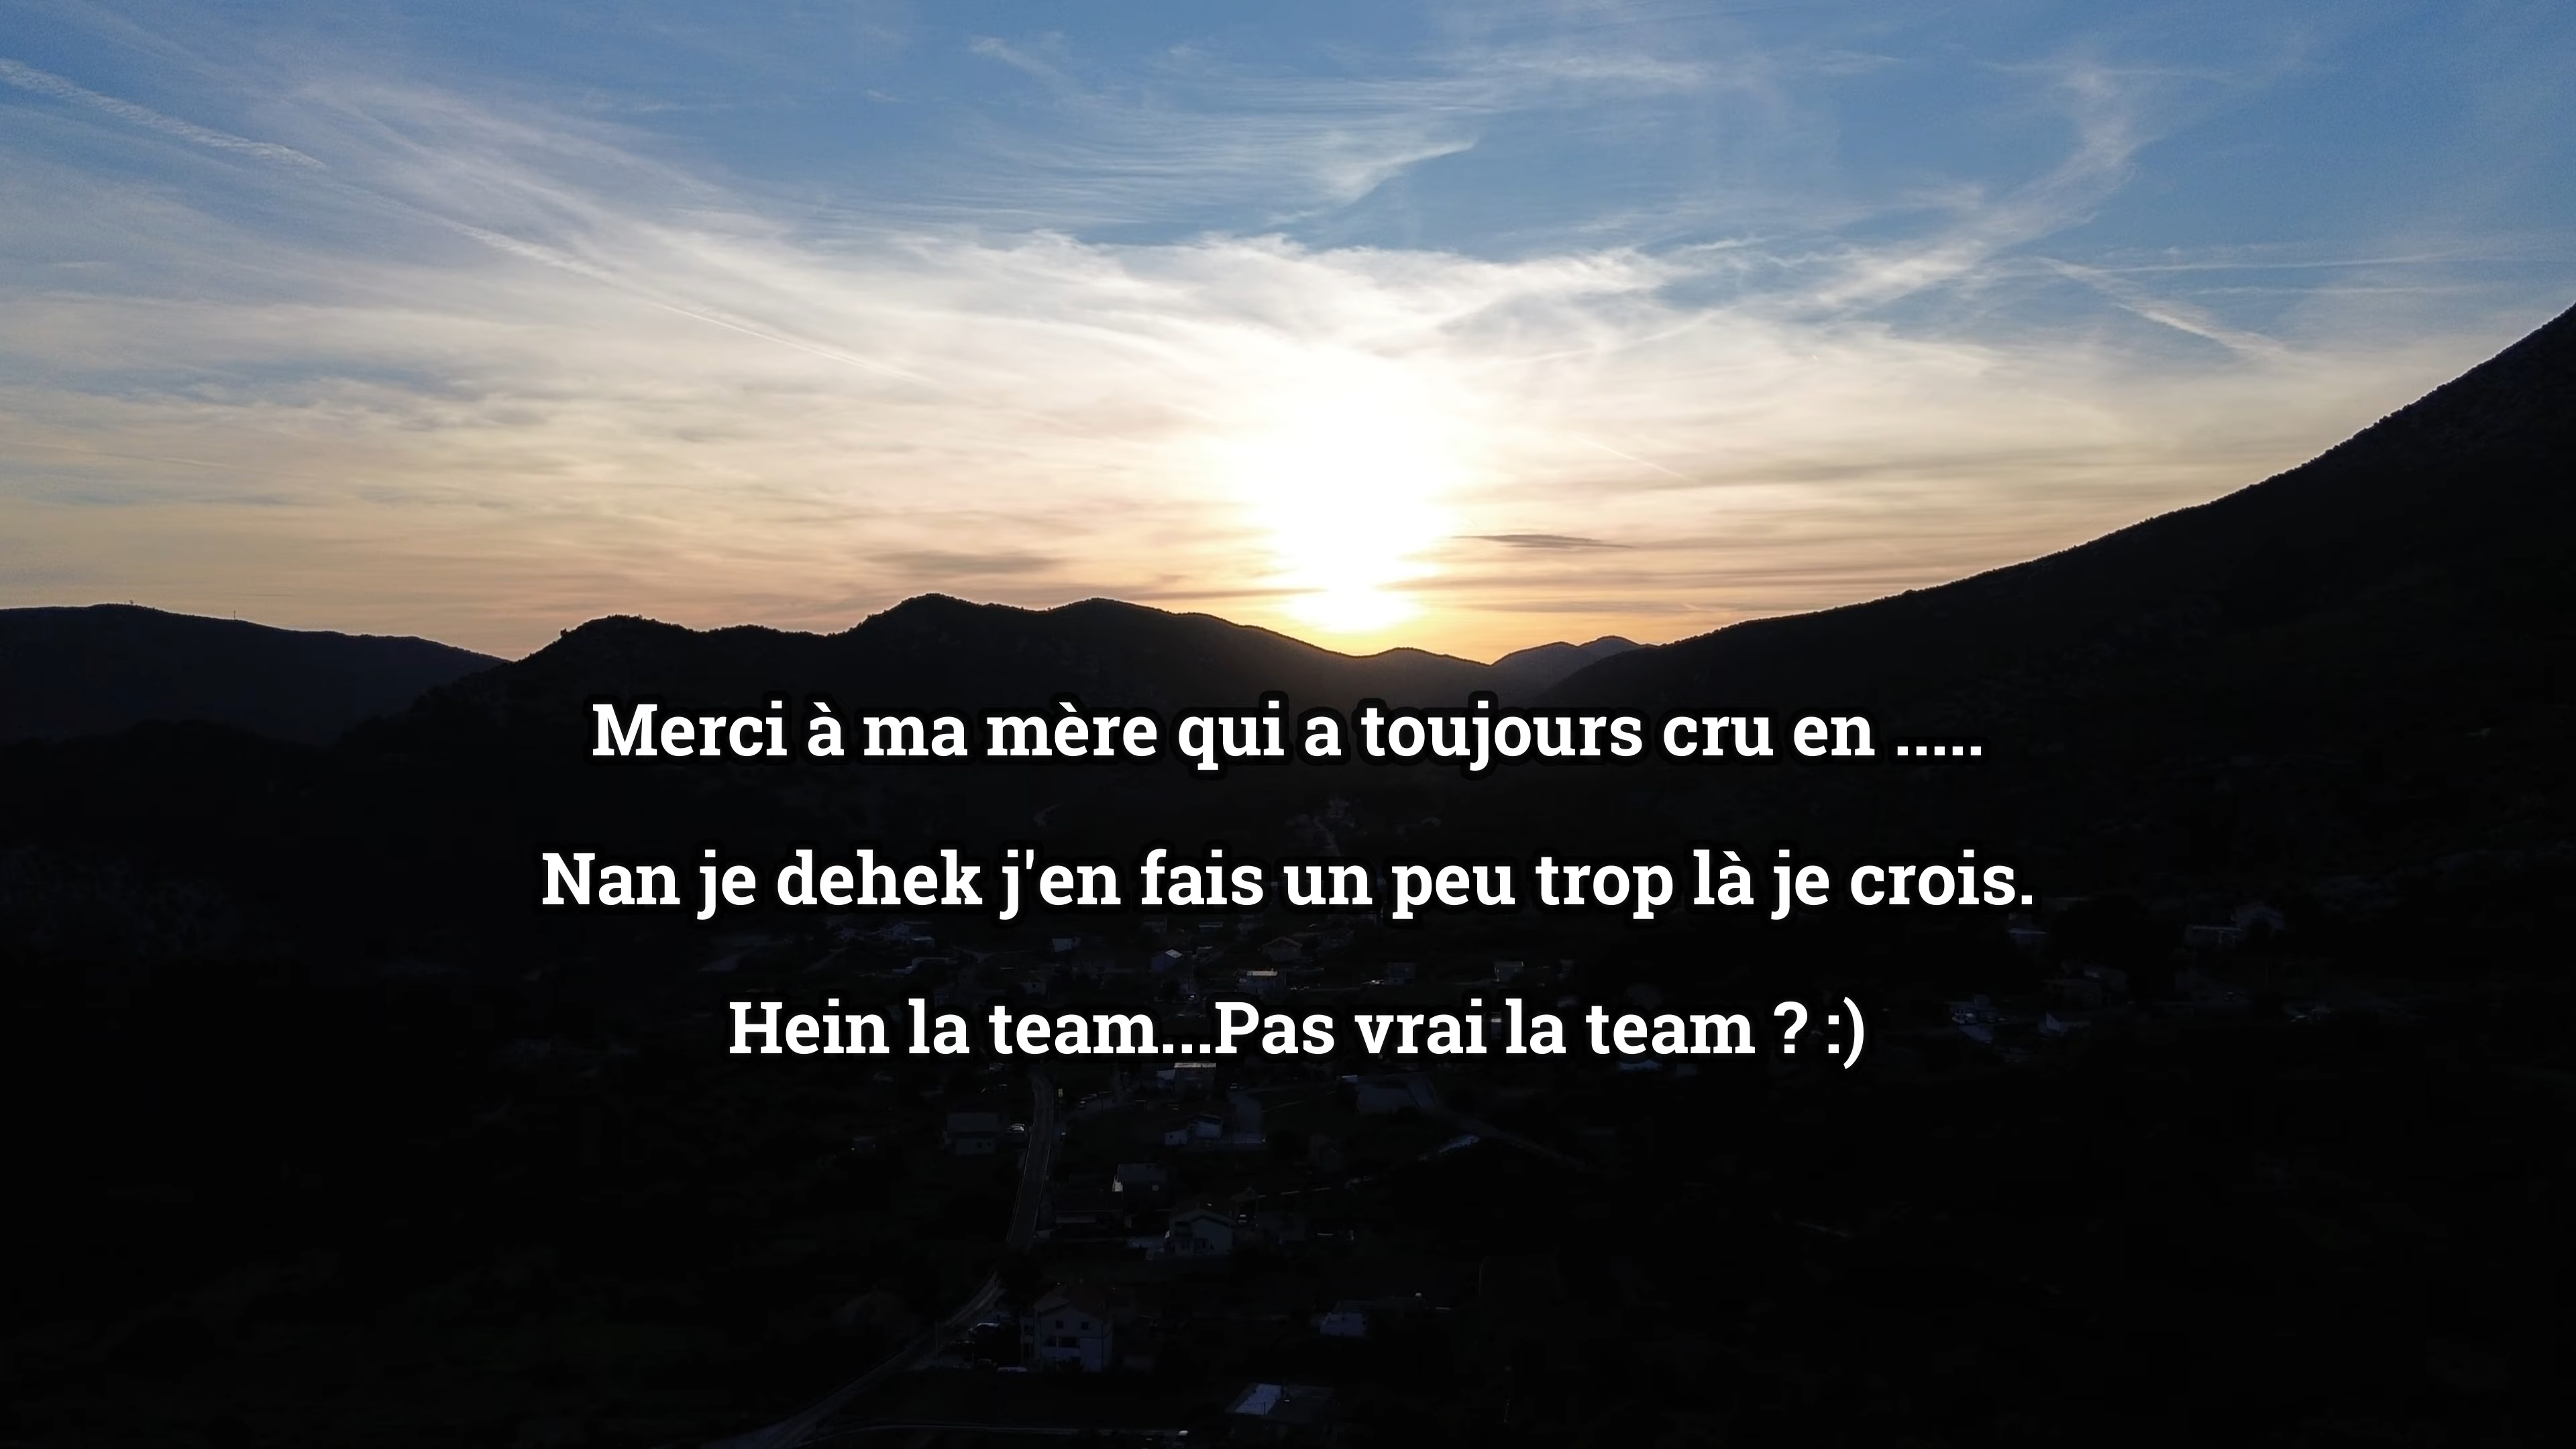 Merci à ma mère qui a toujours cru en .....
Nan je dehek j'en fais un peu trop là je crois.
Hein la team...Pas vrai la team ? :)